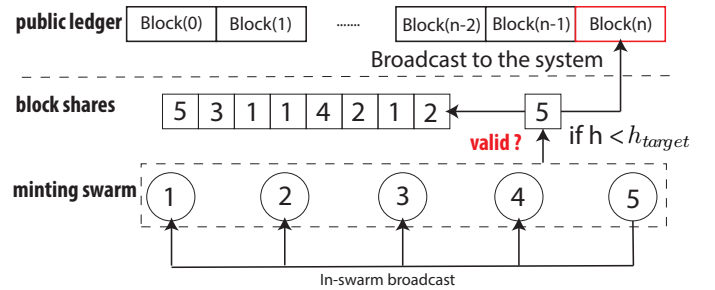 public ledger Block(0) Block(1) ....... Block(n-2) Block(n-1) Block(n)
Broadcast to the system
block shares 5 3 1 1 4 2 1 2 5
valid ? if h < h_target
minting swarm 1 2 3 4 5
In-swarm broadcast